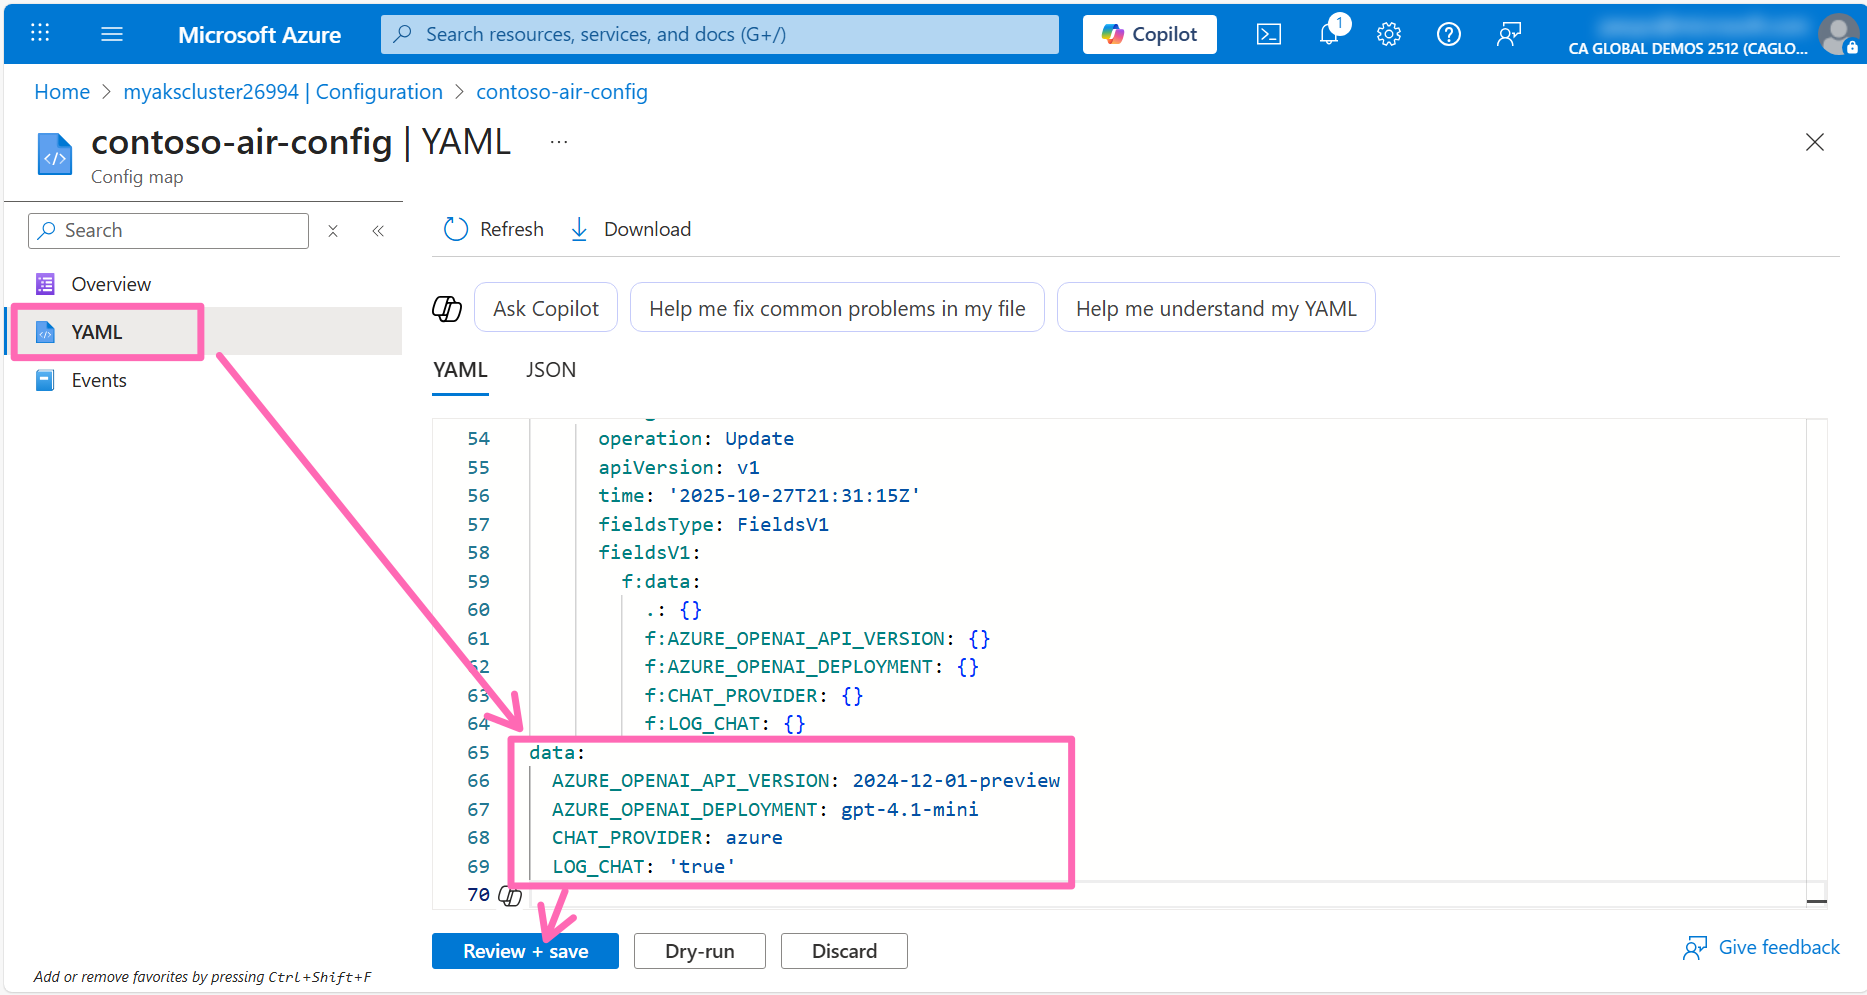 Microsoft Azure
Search resources, services, and docs (G+/)
Copilot
1
CA GLOBAL DEMOS 2512 (CAGLO...
Home > myakscluster26994 | Configuration > contoso-air-config
contoso-air-config | YAML ...
Config map
Search
Overview
YAML
Events
Refresh
Download
Ask Copilot
Help me fix common problems in my file
Help me understand my YAML
YAML
JSON
54 operation: Update
55 apiVersion: v1
56 time: '2025-10-27T21:31:15Z'
57 fieldsType: FieldsV1
58 fieldsV1:
59 f:data:
60 .: {}
61 f:AZURE_OPENAI_API_VERSION: {}
62 f:AZURE_OPENAI_DEPLOYMENT: {}
63 f:CHAT_PROVIDER: {}
64 f:LOG_CHAT: {}
65 data:
66 AZURE_OPENAI_API_VERSION: 2024-12-01-preview
67 AZURE_OPENAI_DEPLOYMENT: gpt-4.1-mini
68 CHAT_PROVIDER: azure
69 LOG_CHAT: 'true'
70
Review + save
Dry-run
Discard
Give feedback
Add or remove favorites by pressing Ctrl+Shift+F